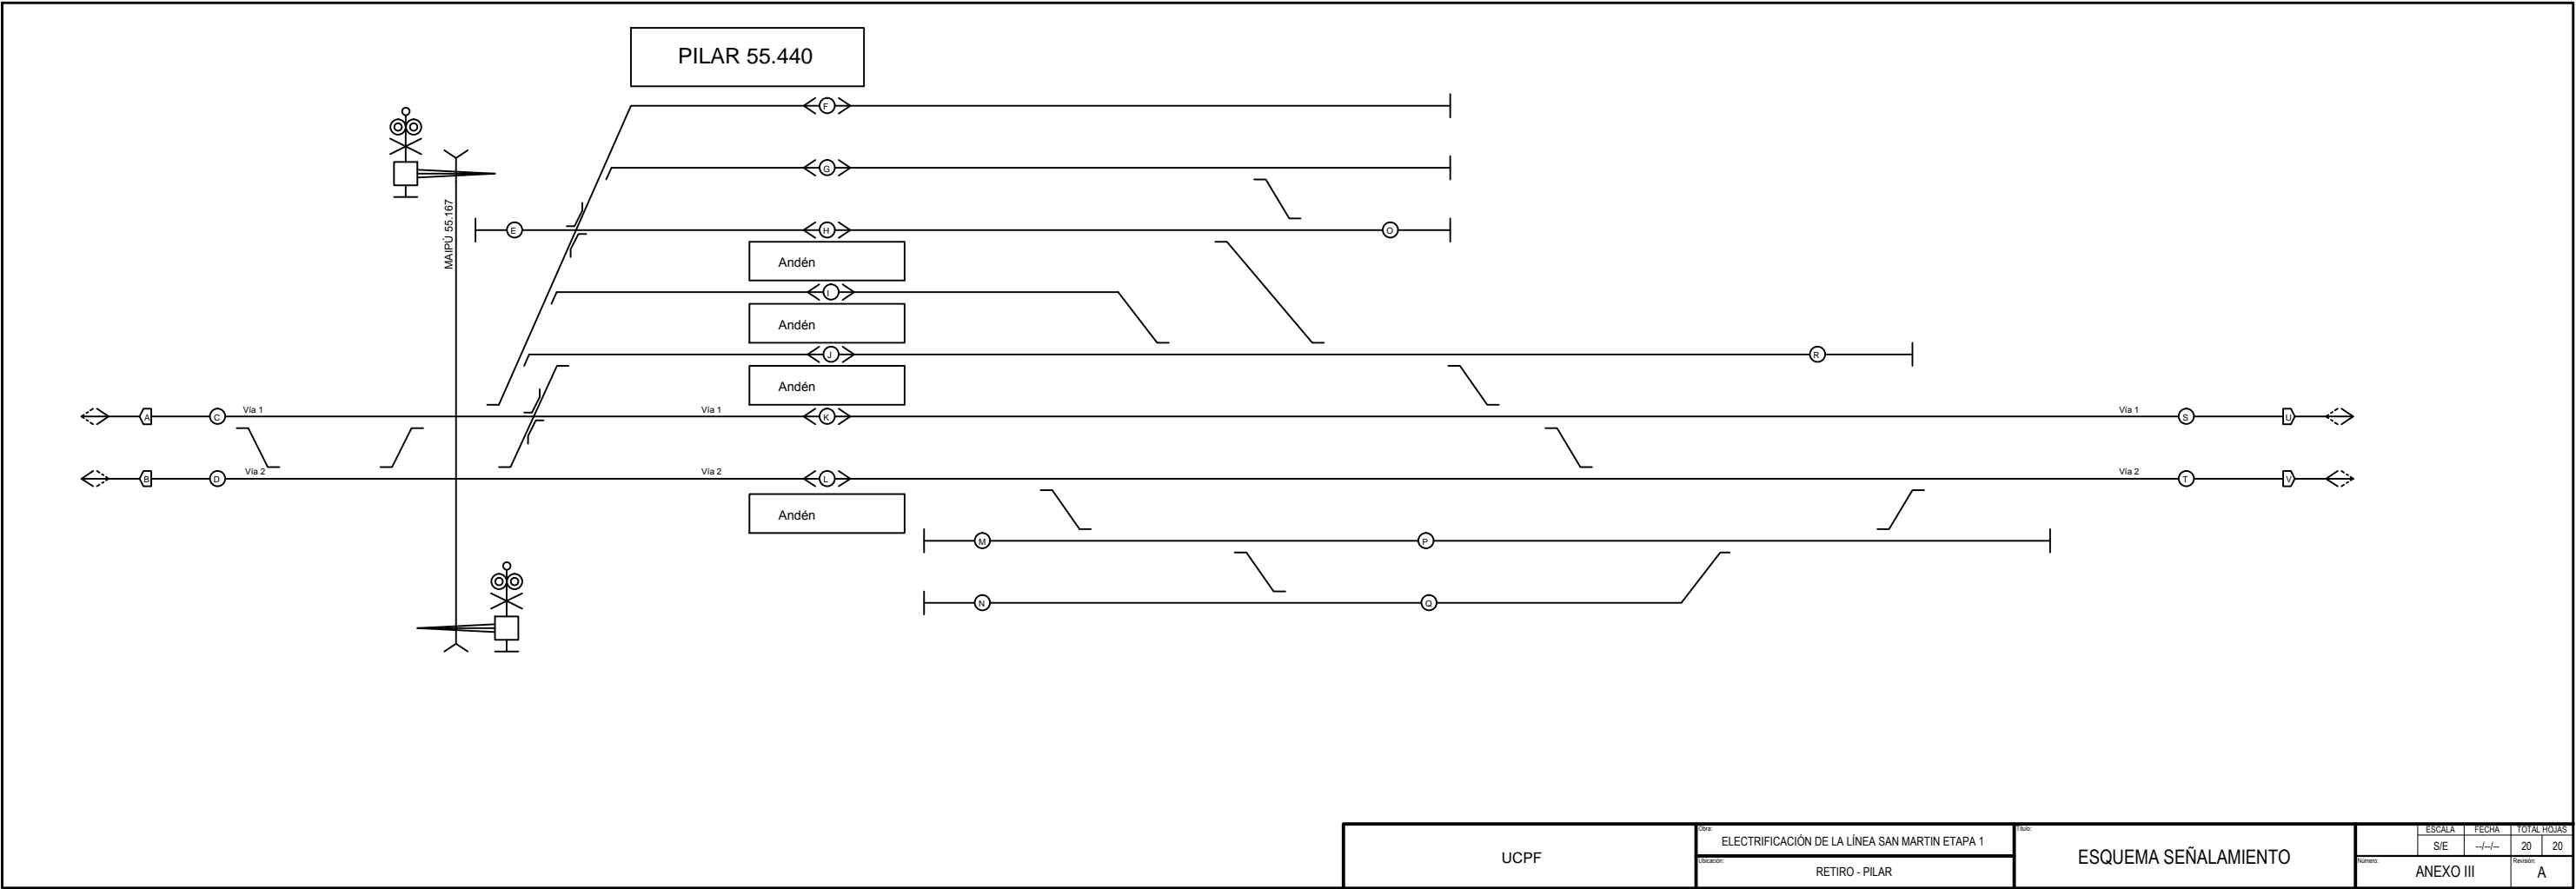 PILAR 55.440
F
G
MAIPÚ 55.167
E
H
O
Andén
I
Andén
J
R
Andén
A
C
Vía 1
Vía 1
K
Vía 1
S
U
B
D
Vía 2
Vía 2
L
Vía 2
T
V
Andén
M
P
N
Q
UCPF
Obra:
ELECTRIFICACIÓN DE LA LÍNEA SAN MARTIN ETAPA 1
Ubicación:
RETIRO - PILAR
Título:
ESQUEMA SEÑALAMIENTO
ESCALA
FECHA
TOTAL HOJAS
S/E
--/--/--
20
20
Número:
ANEXO III
Revisión:
A